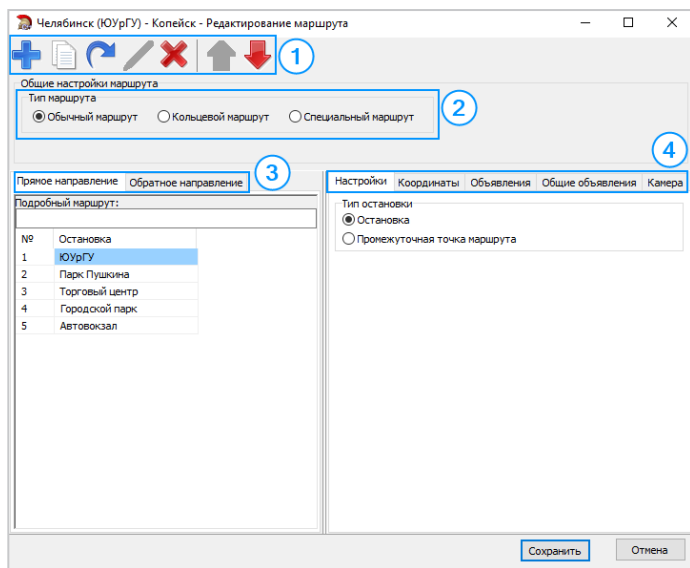 Челябинск (ЮУрГУ) - Копейск - Редактирование маршрута
1
Общие настройки маршрута
Тип маршрута
Обычный маршрут Кольцевой маршрут Специальный маршрут
2
3
4
Прямое направление Обратное направление
Настройки Координаты Объявления Общие объявления Камера
Подробный маршрут:
№ Остановка
1 ЮУрГУ
2 Парк Пушкина
3 Торговый центр
4 Городской парк
5 Автовокзал
Тип остановки
Остановка
Промежуточная точка маршрута
Сохранить Отмена